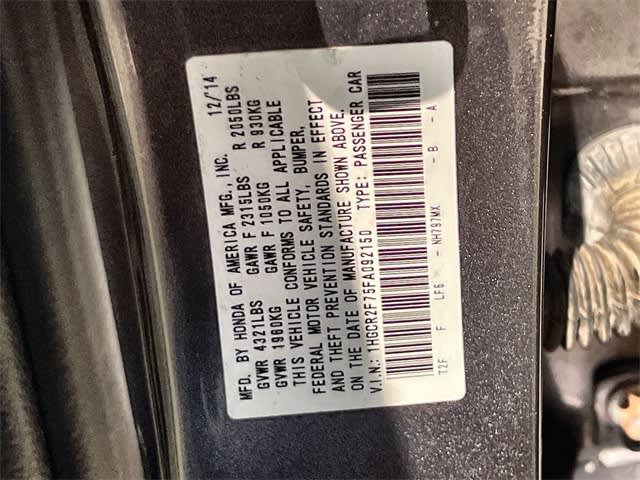 MFD. BY HONDA OF AMERICA MFG., INC. 12/'14
GVWR 4321LBS GAWR F 2315LBS R 2050LBS
GVWR 1960KG GAWR F 1050KG R 930KG
THIS VEHICLE CONFORMS TO ALL APPLICABLE
FEDERAL MOTOR VEHICLE SAFETY, BUMPER,
AND THEFT PREVENTION STANDARDS IN EFFECT
ON THE DATE OF MANUFACTURE SHOWN ABOVE.
V.I.N.: 1HGCR2F75FA092150 TYPE: PASSENGER CAR
T2F F LF6 - NH797MX - B - A